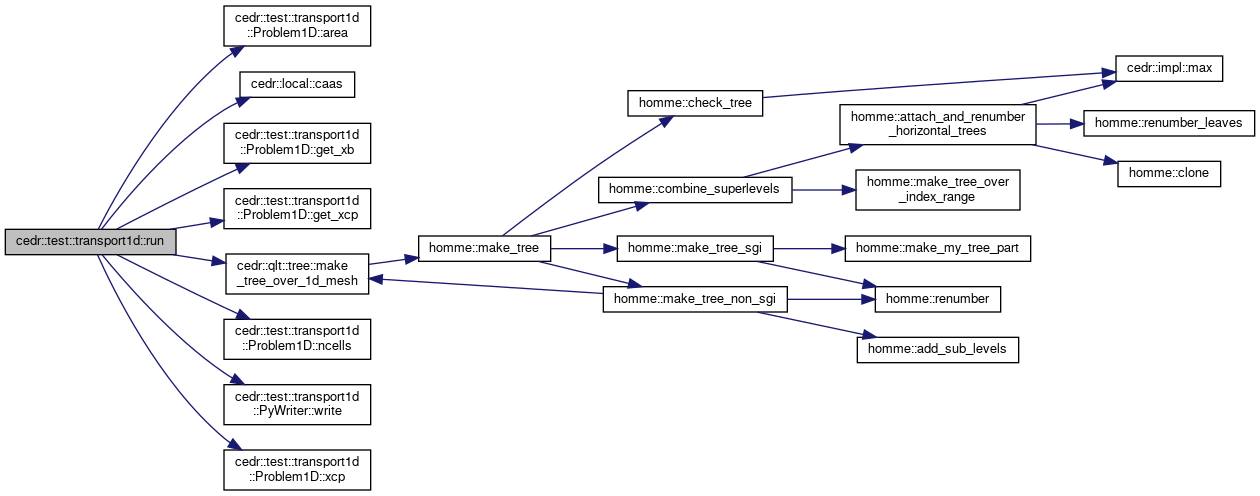 cedr::test::transport1d::run
cedr::test::transport1d
::Problem1D::area
cedr::local::caas
cedr::test::transport1d
::Problem1D::get_xb
cedr::test::transport1d
::Problem1D::get_xcp
cedr::qlt::tree::make
_tree_over_1d_mesh
cedr::test::transport1d
::Problem1D::ncells
cedr::test::transport1d
::PyWriter::write
cedr::test::transport1d
::Problem1D::xcp
homme::make_tree
homme::check_tree
homme::combine_superlevels
homme::make_tree_sgi
homme::make_tree_non_sgi
homme::attach_and_renumber
_horizontal_trees
homme::make_tree_over
_index_range
homme::make_my_tree_part
homme::renumber
homme::add_sub_levels
cedr::impl::max
homme::renumber_leaves
homme::clone